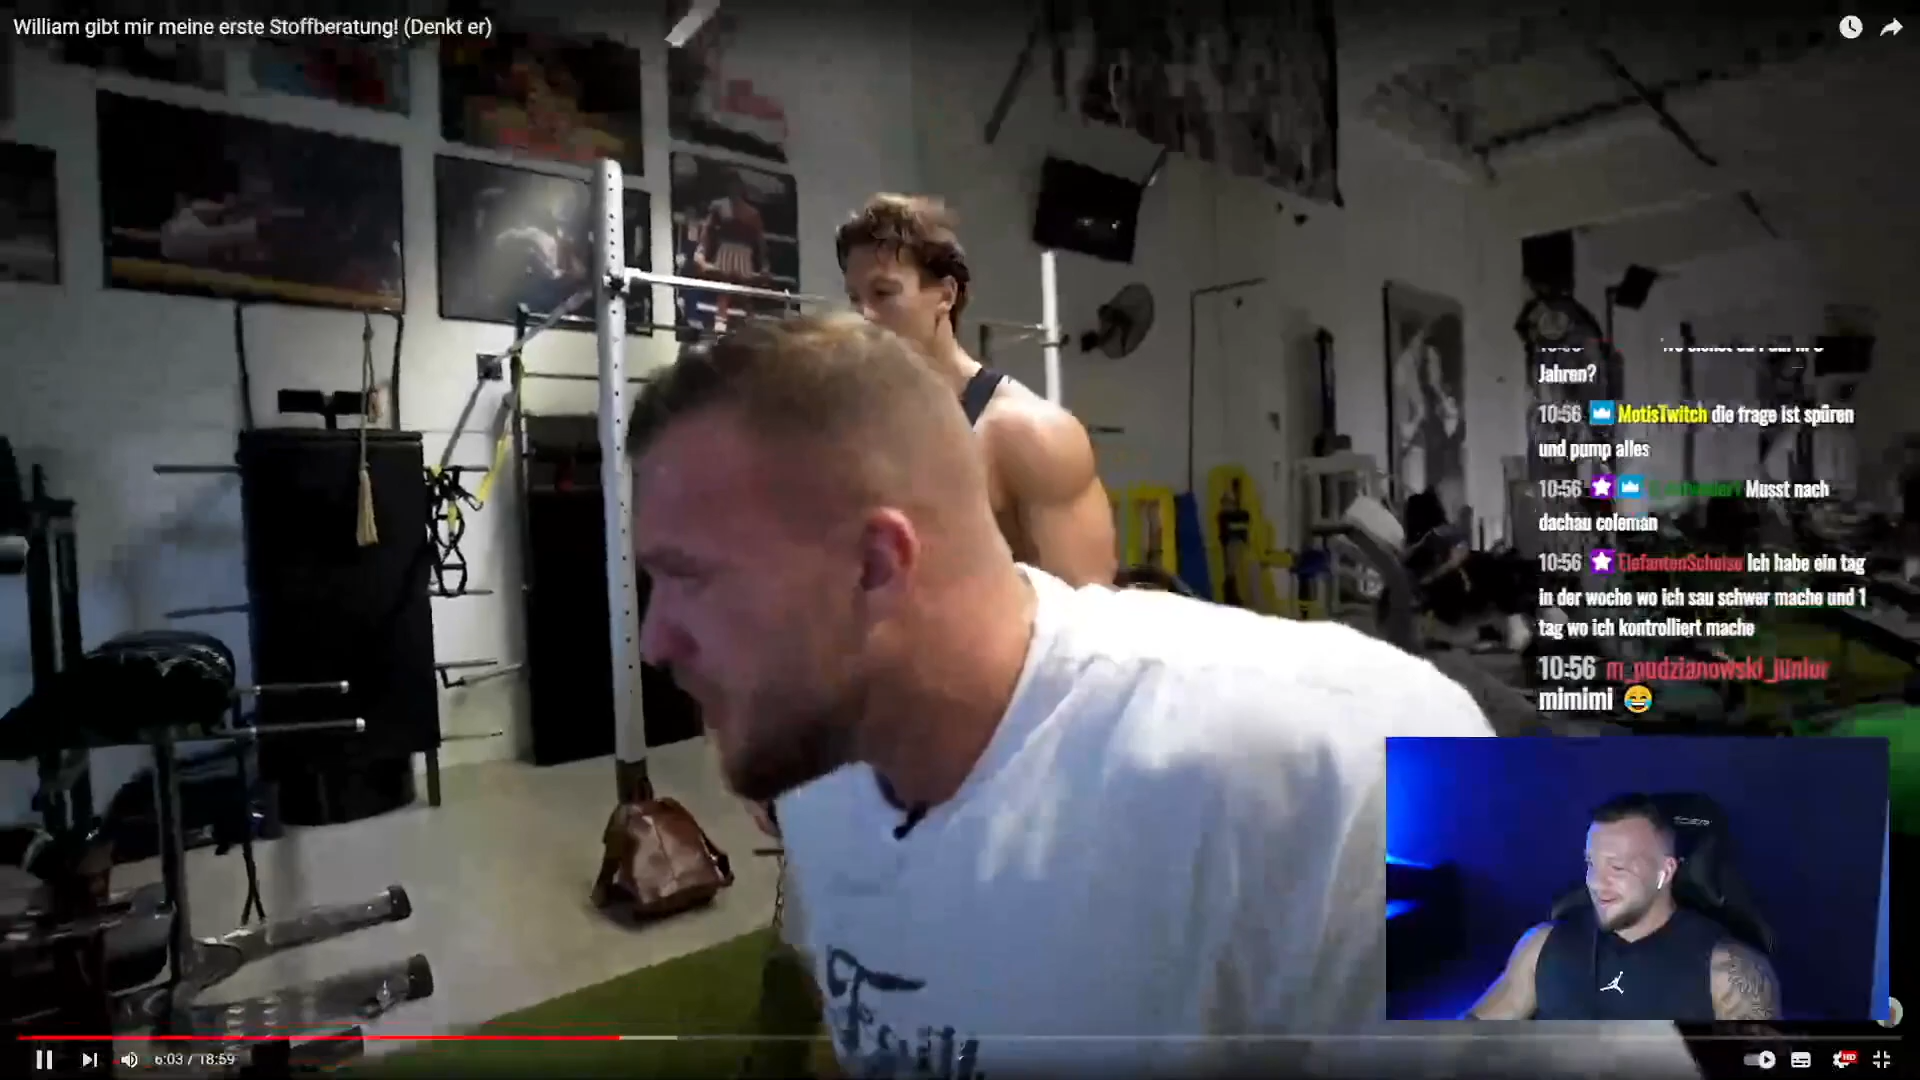 William gibt mir meine erste Stoffberatung! (Denkt er)
Jahren?
10:56 MotisTwitch die frage ist spüren
und pump alles
10:56 Musst nach
dachau coleman
10:56 ElefantenScheise Ich habe ein tag
in der woche wo ich sau schwer mache und 1
tag wo ich kontrolliert mache
10:56 m_pudzianowski_junior
mimimi 😂
6:03 / 18:59
HD